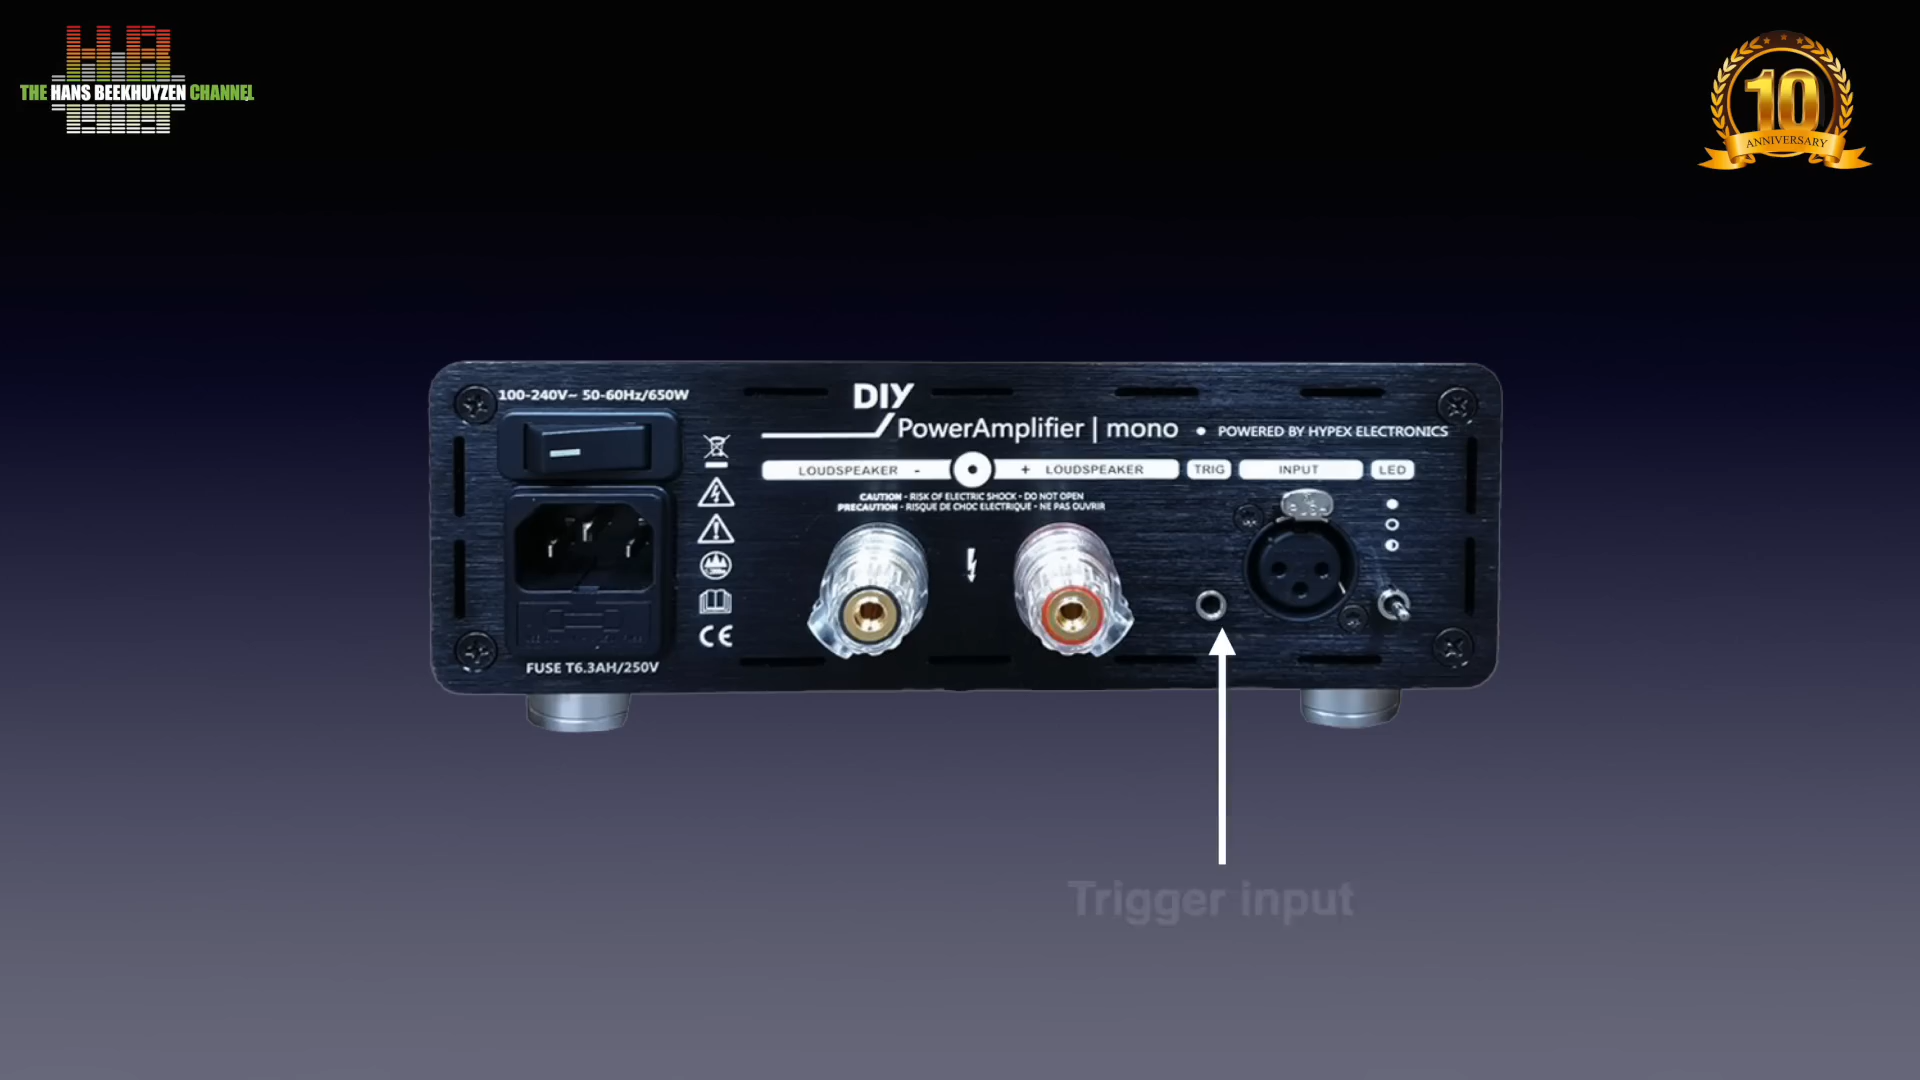 THE HANS BEEKHUYZEN CHANNEL
10
ANNIVERSARY
100-240V~ 50-60Hz/650W
DIY
PowerAmplifier | mono • POWERED BY HYPEX ELECTRONICS
LOUDSPEAKER - + LOUDSPEAKER TRIG INPUT LED
CAUTION - RISK OF ELECTRIC SHOCK - DO NOT OPEN
PRECAUTION - RISQUE DE CHOC ELECTRIQUE - NE PAS OUVRIR
PUSH
CE
FUSE T6.3AH/250V
Trigger input